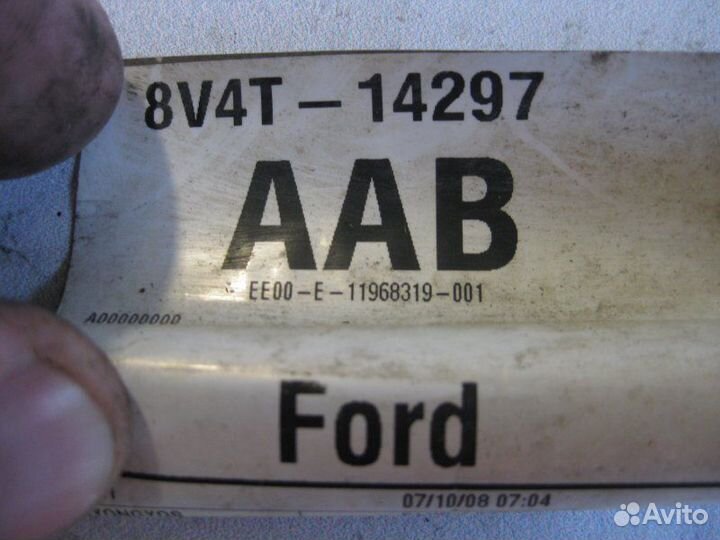 8V4T-14297
AAB
EE00-E-11968319-001
A00000000
Ford
07/10/08 07:04
Avito